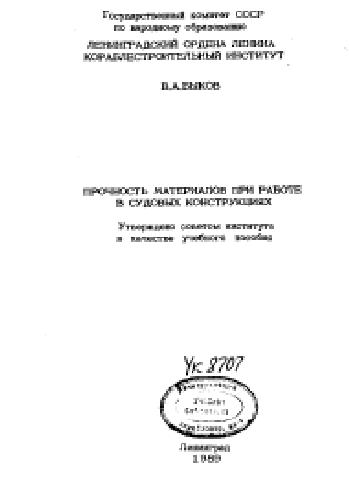 Государственный комитет СССР
по народному образованию
ЛЕНИНГРАДСКИЙ ОРДЕНА ЛЕНИНА
КОРАБЛЕСТРОИТЕЛЬНЫЙ ИНСТИТУТ
В.А.БЫКОВ
ПРОЧНОСТЬ МАТЕРИАЛОВ ПРИ РАБОТЕ
В СУДОВЫХ КОНСТРУКЦИЯХ
Утверждено советом института
в качестве учебного пособия
Ук 8707
Ленинград
1989